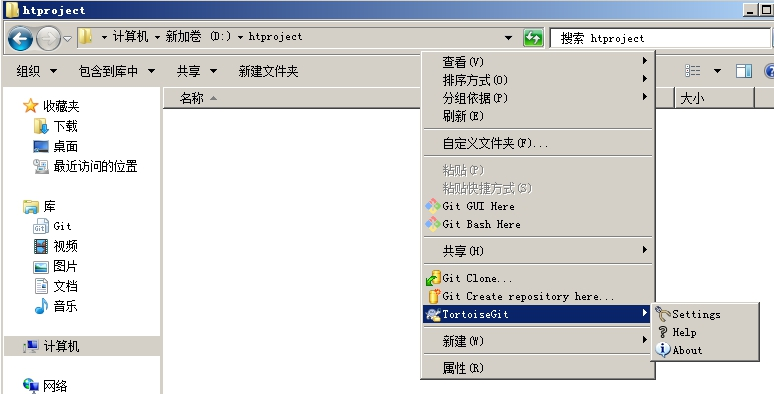 htproject
计算机 新加卷 (D:) htproject
搜索 htproject
组织 包含到库中 共享 新建文件夹
名称 大小
收藏夹
下载
桌面
最近访问的位置
库
Git
视频
图片
文档
音乐
计算机
网络
查看(V)
排序方式(O)
分组依据(P)
刷新(E)
自定义文件夹(F)...
粘贴(P)
粘贴快捷方式(S)
Git GUI Here
Git Bash Here
共享(H)
Git Clone...
Git Create repository here...
TortoiseGit
新建(W)
属性(R)
Settings
Help
About